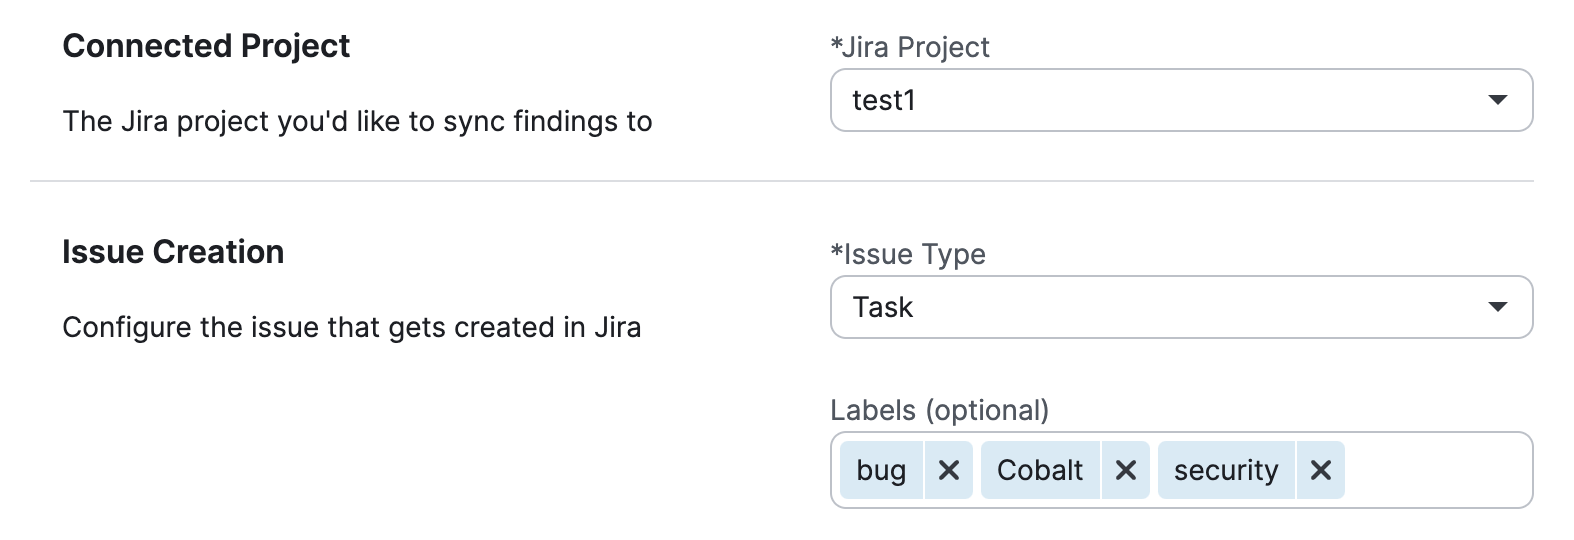 Connected Project
The Jira project you'd like to sync findings to
*Jira Project
test1
Issue Creation
Configure the issue that gets created in Jira
*Issue Type
Task
Labels (optional)
bug Cobalt security